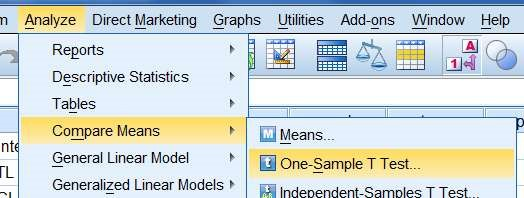 Analyze Direct Marketing Graphs Utilities Add-ons Window Help
Reports
Descriptive Statistics
Tables
Compare Means
General Linear Model
Generalized Linear Models
Means...
One-Sample T Test...
Independent-Samples T Test...